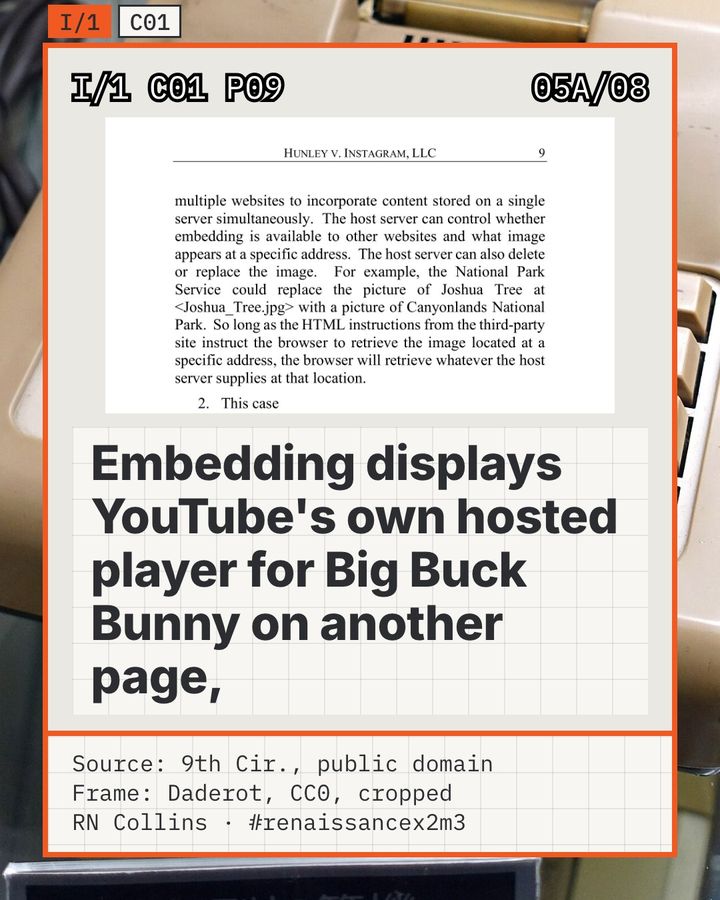 I/1 C01
I/1 C01 P09 05A/08
HUNLEY V. INSTAGRAM, LLC 9
multiple websites to incorporate content stored on a single
server simultaneously. The host server can control whether
embedding is available to other websites and what image
appears at a specific address. The host server can also delete
or replace the image. For example, the National Park
Service could replace the picture of Joshua Tree at
<Joshua_Tree.jpg> with a picture of Canyonlands National
Park. So long as the HTML instructions from the third-party
site instruct the browser to retrieve the image located at a
specific address, the browser will retrieve whatever the host
server supplies at that location.
2. This case
Embedding displays
YouTube's own hosted
player for Big Buck
Bunny on another
page,
Source: 9th Cir., public domain
Frame: Daderot, CC0, cropped
RN Collins · #renaissancex2m3